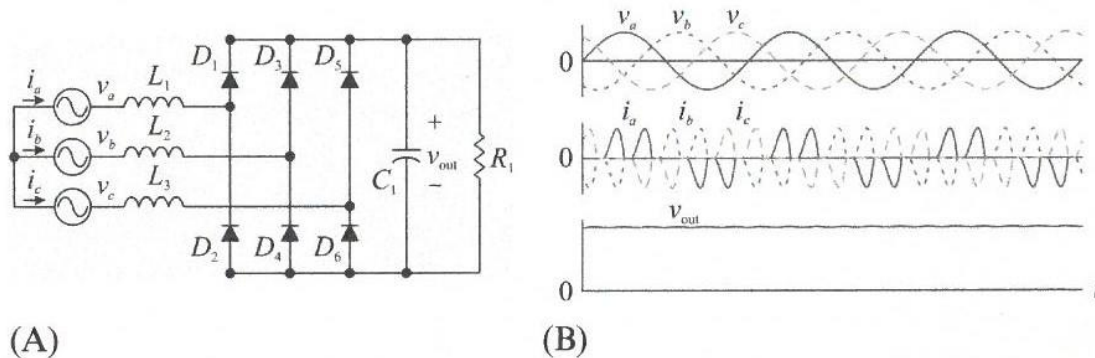 v_a v_b v_c
D_1 D_3 D_5
0
i_a v_a L_1
i_a i_b i_c
i_b v_b L_2
+
0
C_1 v_out R_1
i_c v_c L_3
−
v_out
D_2 D_4 D_6
0
(A) (B)